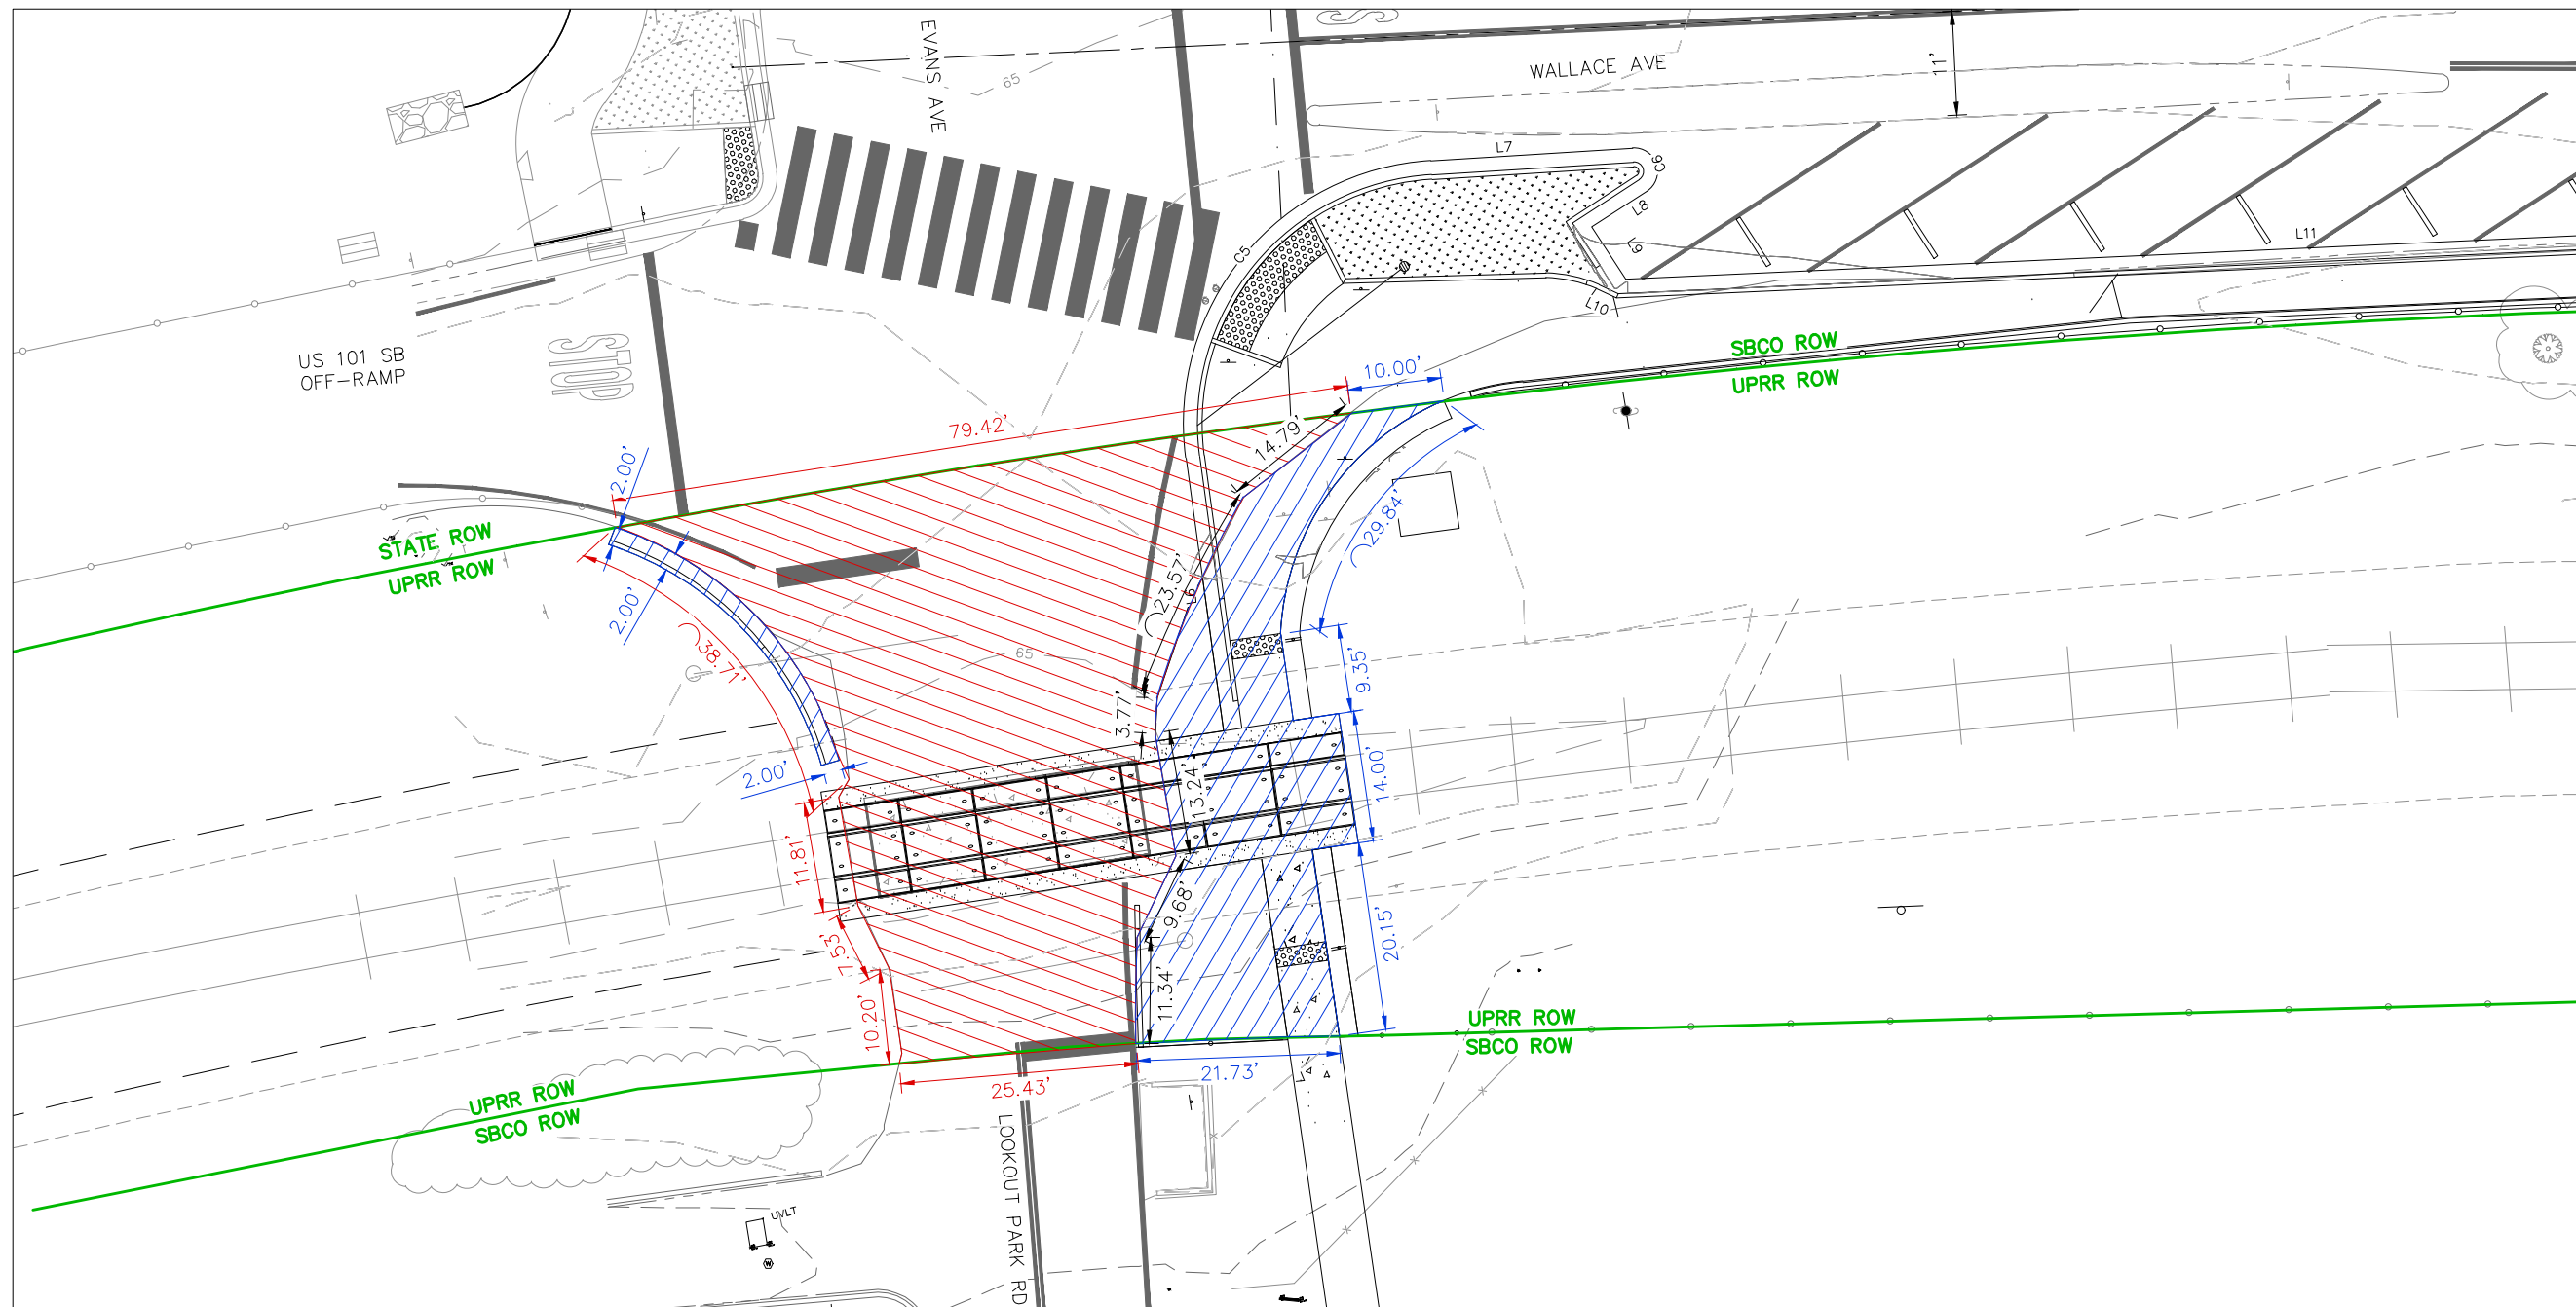 EVANS AVE
65
WALLACE AVE
11'
L7
C6
L8
L9
L11
L10
C5
US 101 SB
OFF-RAMP
STOP
SBCO ROW
UPRR ROW
10.00'
79.42'
14.79'
2.00'
29.84'
STATE ROW
UPRR ROW
23.57'
L6
2.00'
38.71'
65
9.35'
3.77'
2.00'
13.24'
14.00'
11.81'
9.68'
7.53'
20.15'
11.34'
10.20'
UPRR ROW
SBCO ROW
25.43'
21.73'
UPRR ROW
SBCO ROW
LOOKOUT PARK RD
UVLT
W